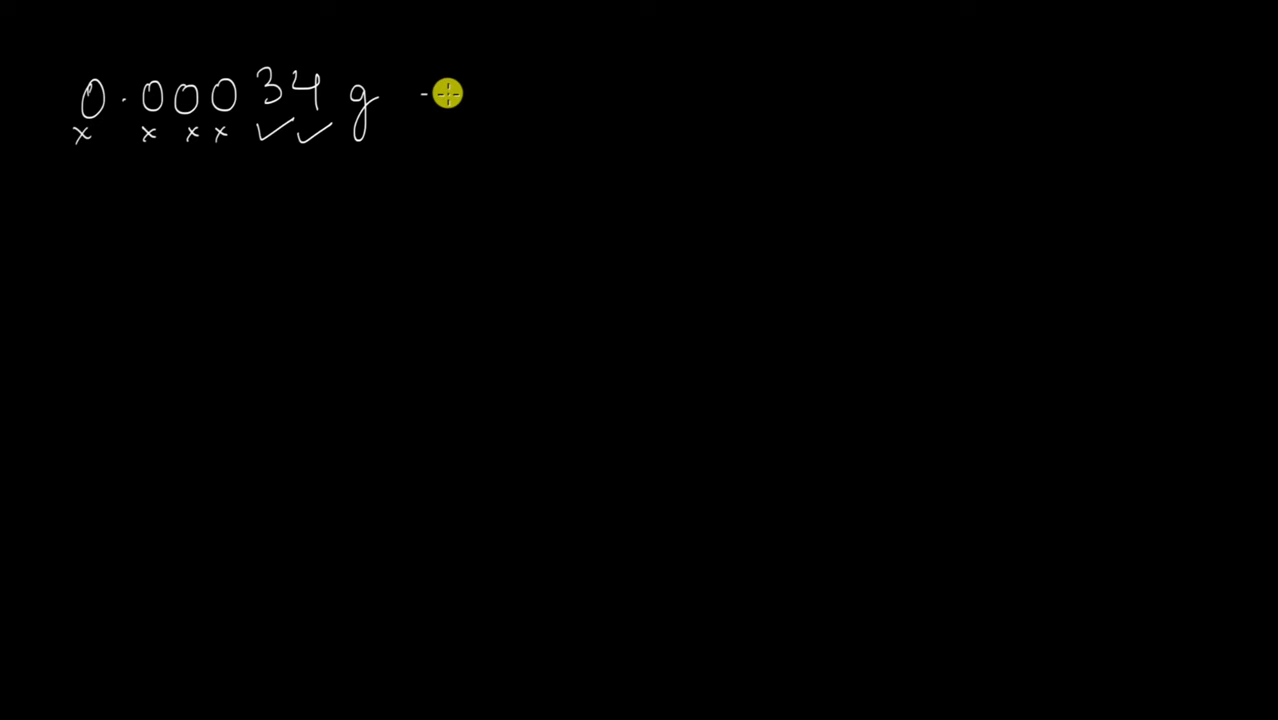 0.00034 g -
x x x x ✓ ✓